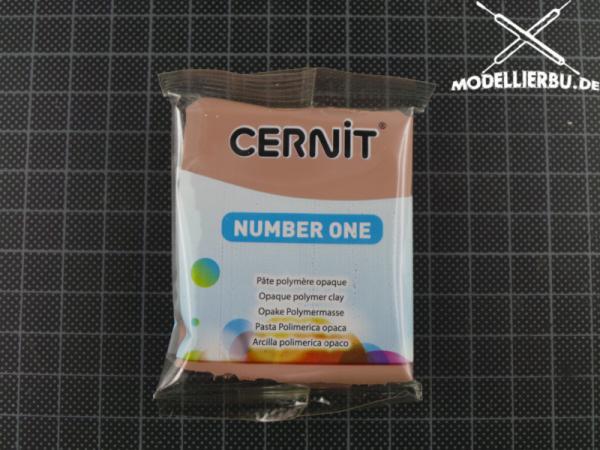 MODELLIERBU.DE
CERNIT®
NUMBER ONE
Pâte polymère opaque
Opaque polymer clay
Opake Polymermasse
Pasta Polimerica opaca
Arcilla polimerica opaco